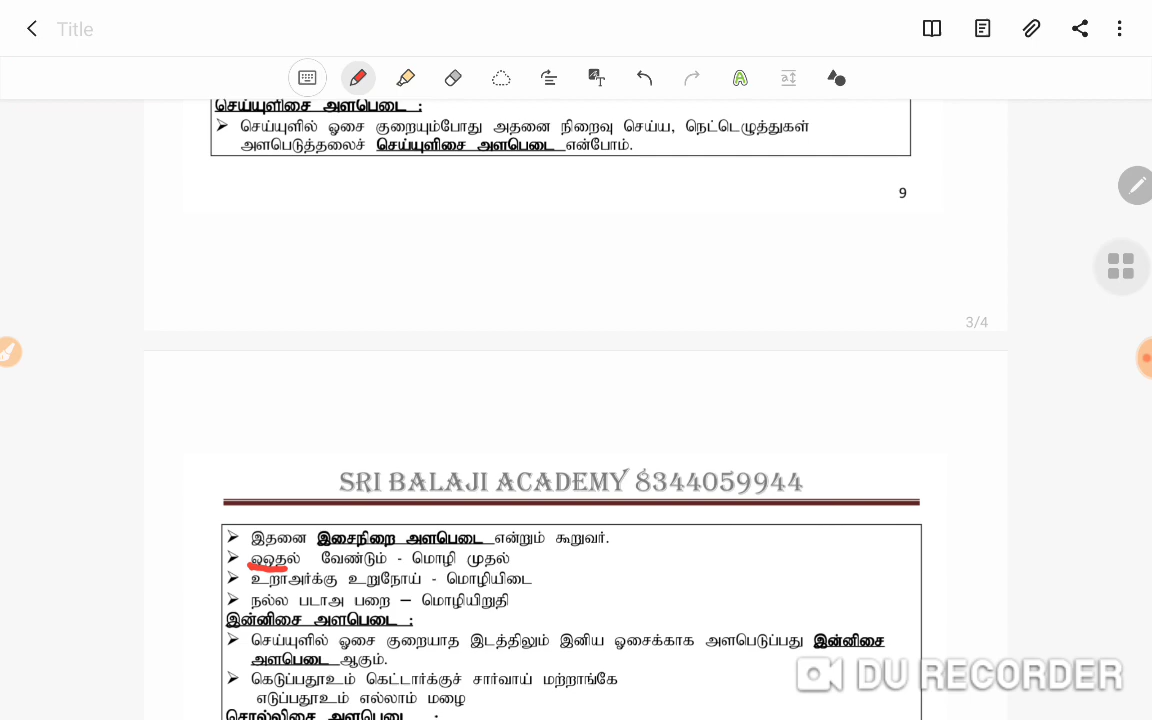 Title
செய்யுளிசை அளபெடை :
➢ செய்யுளில் ஓசை குறையும்போது அதனை நிறைவு செய்ய, நெட்டெழுத்துகள்
அளபெடுத்தலைச் செய்யுளிசை அளபெடை என்போம்.
9
3/4
SRI BALAJI ACADEMY 8344059944
➢ இதனை இசைநிறை அளபெடை என்றும் கூறுவர்.
➢ ஓஒதல் வேண்டும் - மொழி முதல்
➢ உறாஅர்க்கு உறுநோய் - மொழியிடை
➢ நல்ல படாஅ பறை – மொழியிறுதி
இன்னிசை அளபெடை :
➢ செய்யுளில் ஓசை குறையாத இடத்திலும் இனிய ஓசைக்காக அளபெடுப்பது இன்னிசை
அளபெடை ஆகும்.
➢ கெடுப்பதூஉம் கெட்டார்க்குச் சார்வாய் மற்றாங்கே
எடுப்பதூஉம் எல்லாம் மழை
சொல்லிசை அளபெடை :
DU RECORDER